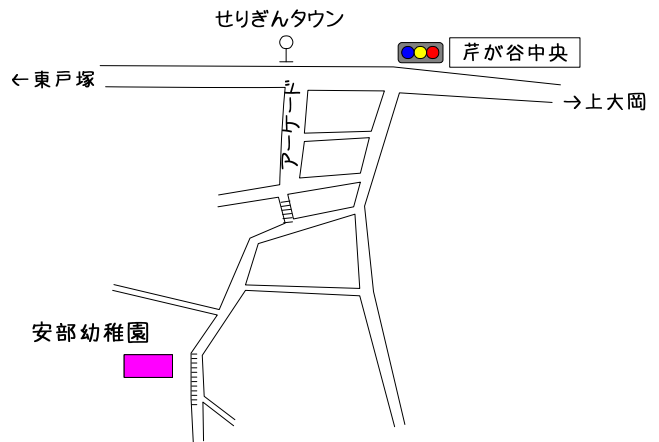 せりぎんタウン
芹が谷中央
←東戸塚
→上大岡
アーケード
安部幼稚園